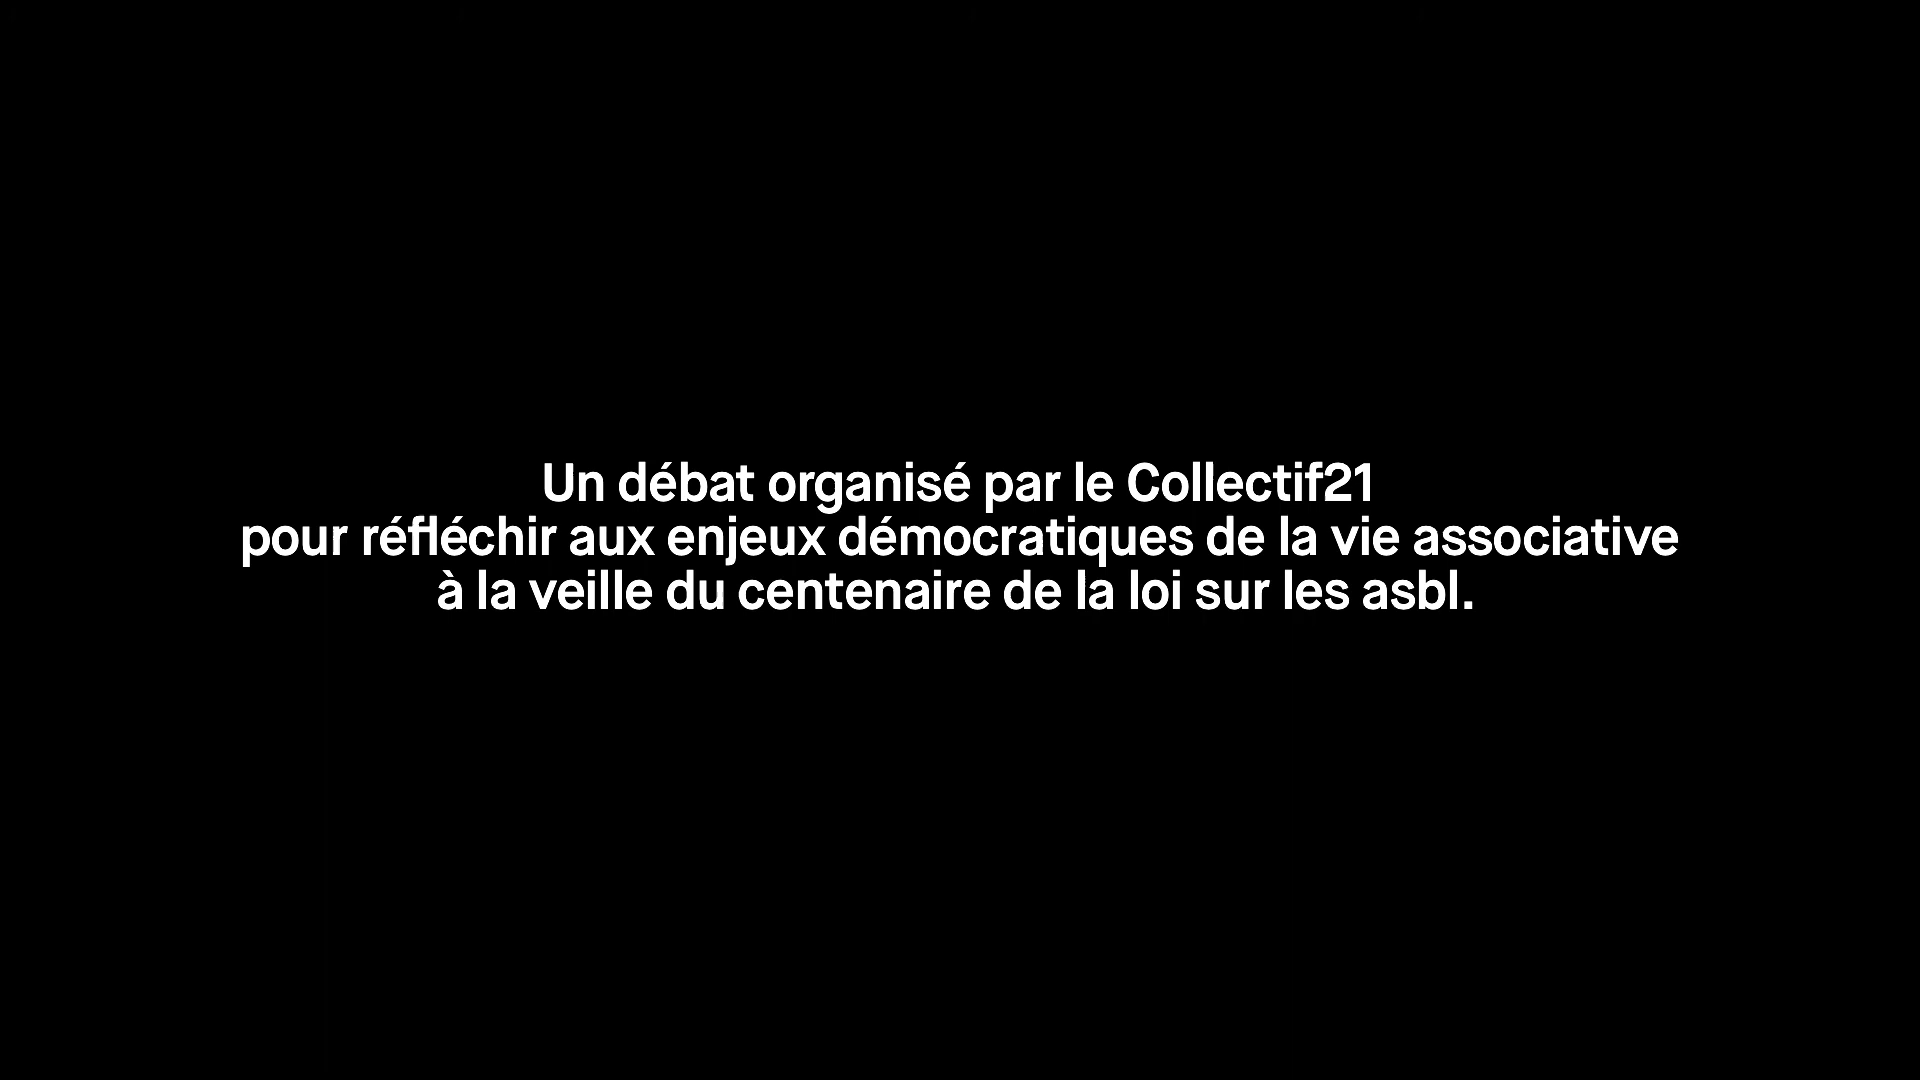 Un débat organisé par le Collectif21
pour réfléchir aux enjeux démocratiques de la vie associative
à la veille du centenaire de la loi sur les asbl.